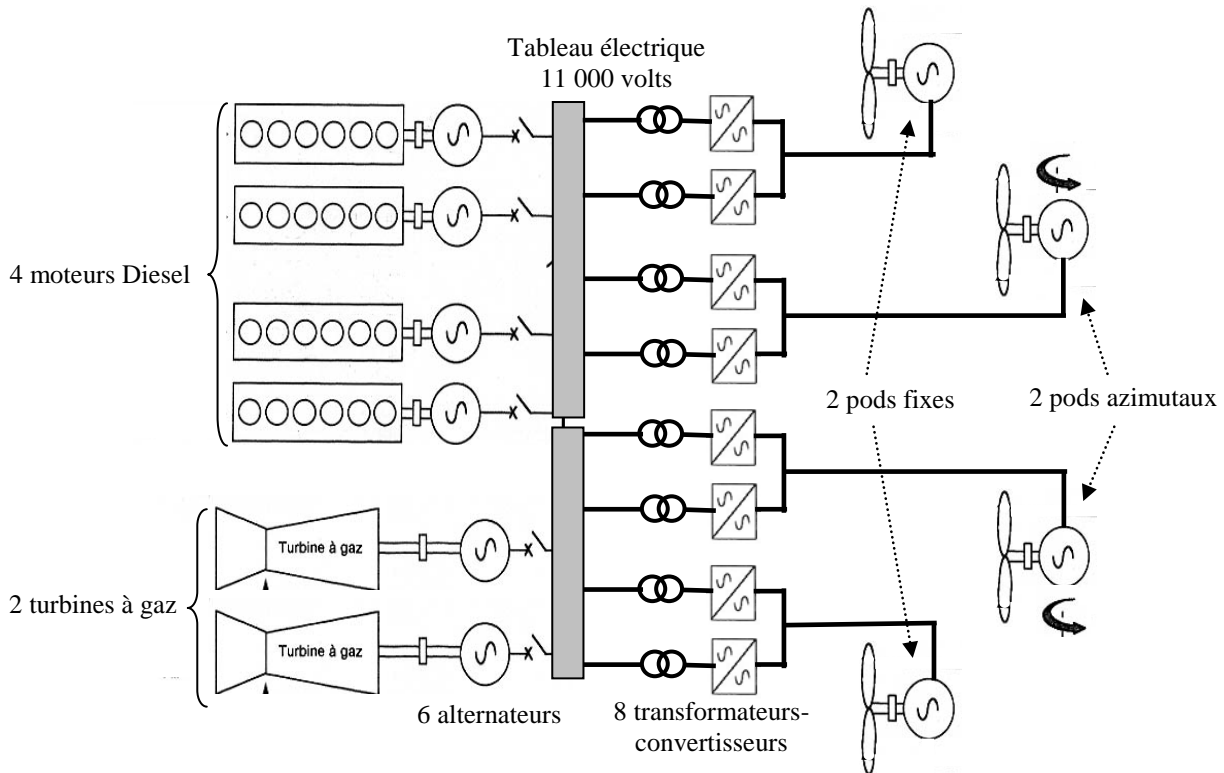 Tableau électrique
11 000 volts
4 moteurs Diesel
2 pods fixes
2 pods azimutaux
Turbine à gaz
2 turbines à gaz
Turbine à gaz
6 alternateurs
8 transformateurs-
convertisseurs